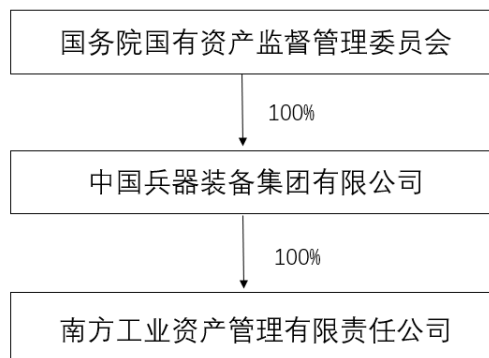 国务院国有资产监督管理委员会
100%
中国兵器装备集团有限公司
100%
南方工业资产管理有限责任公司